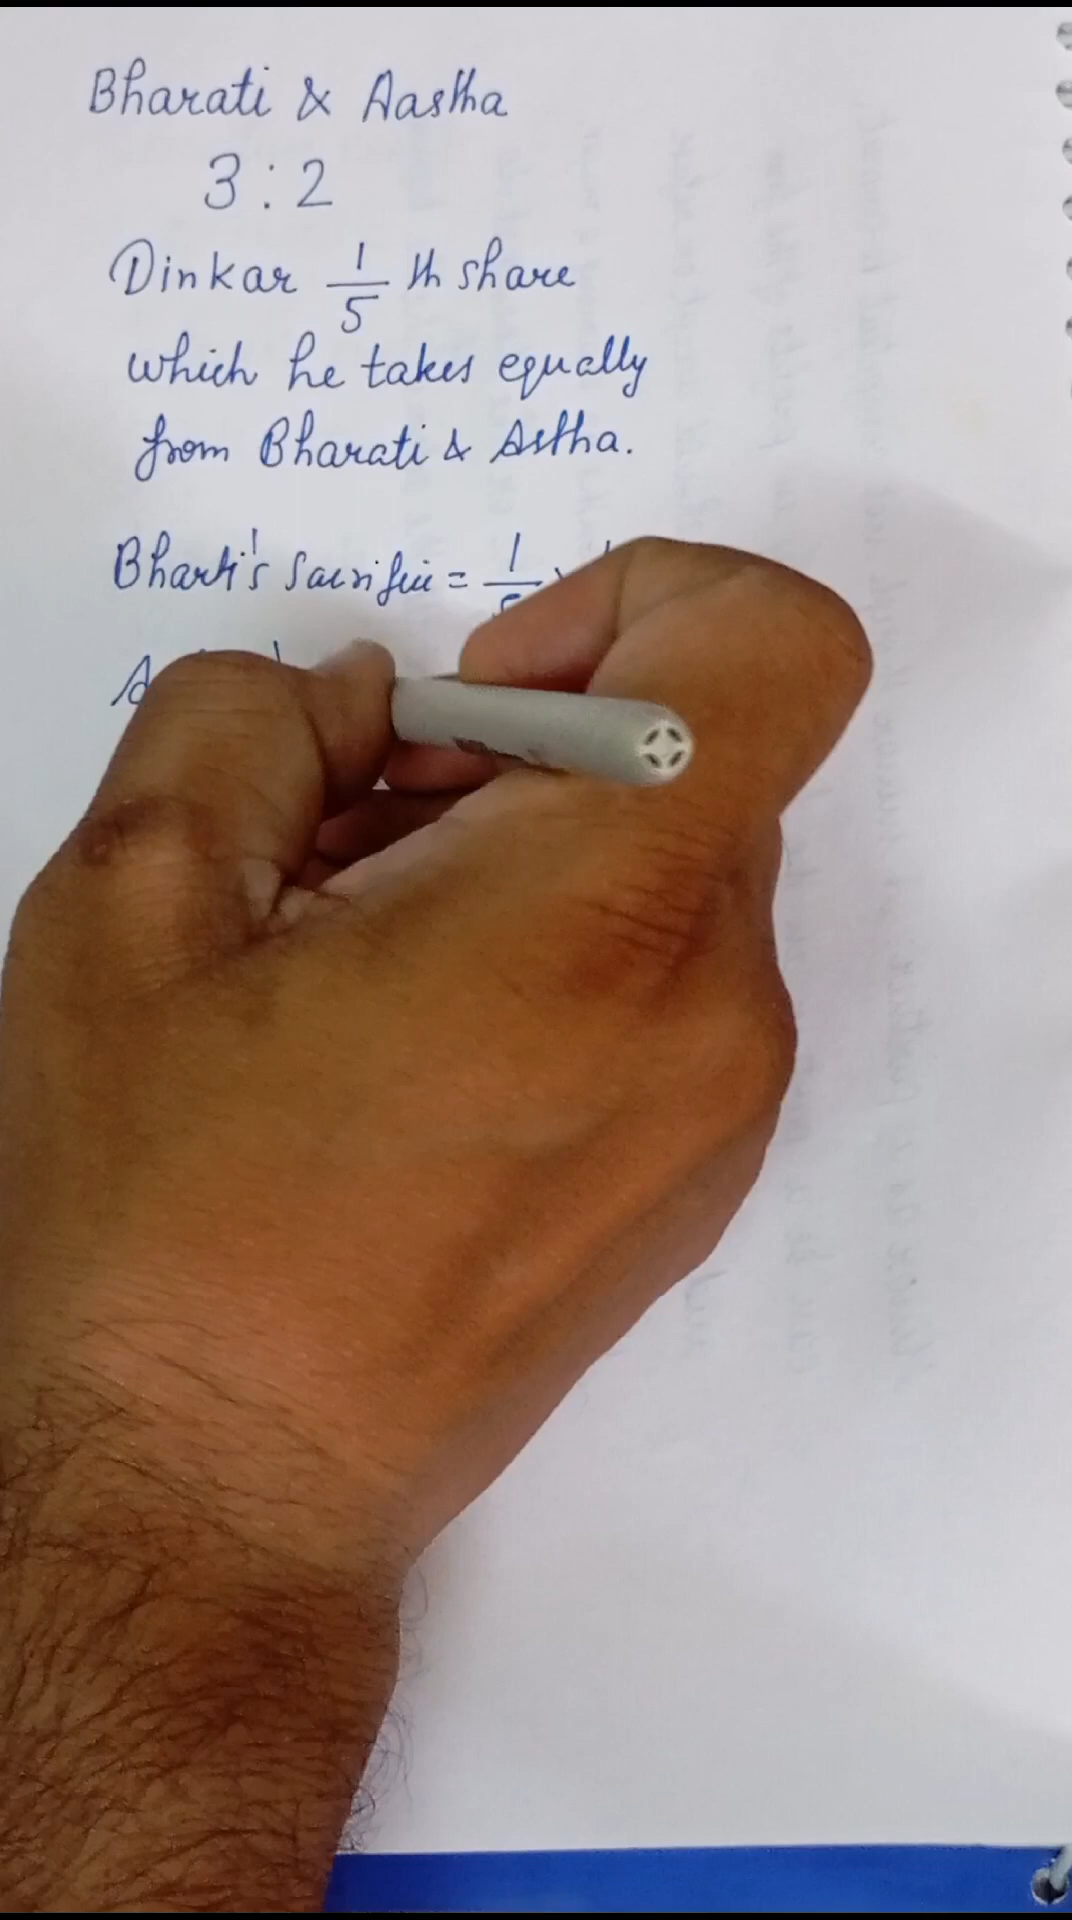 Bharati & Aastha
3 : 2
Dinkar 1/5 th share
which he takes equally
from Bharati & Astha.
Bharti's Sacrifice = 1/5
A